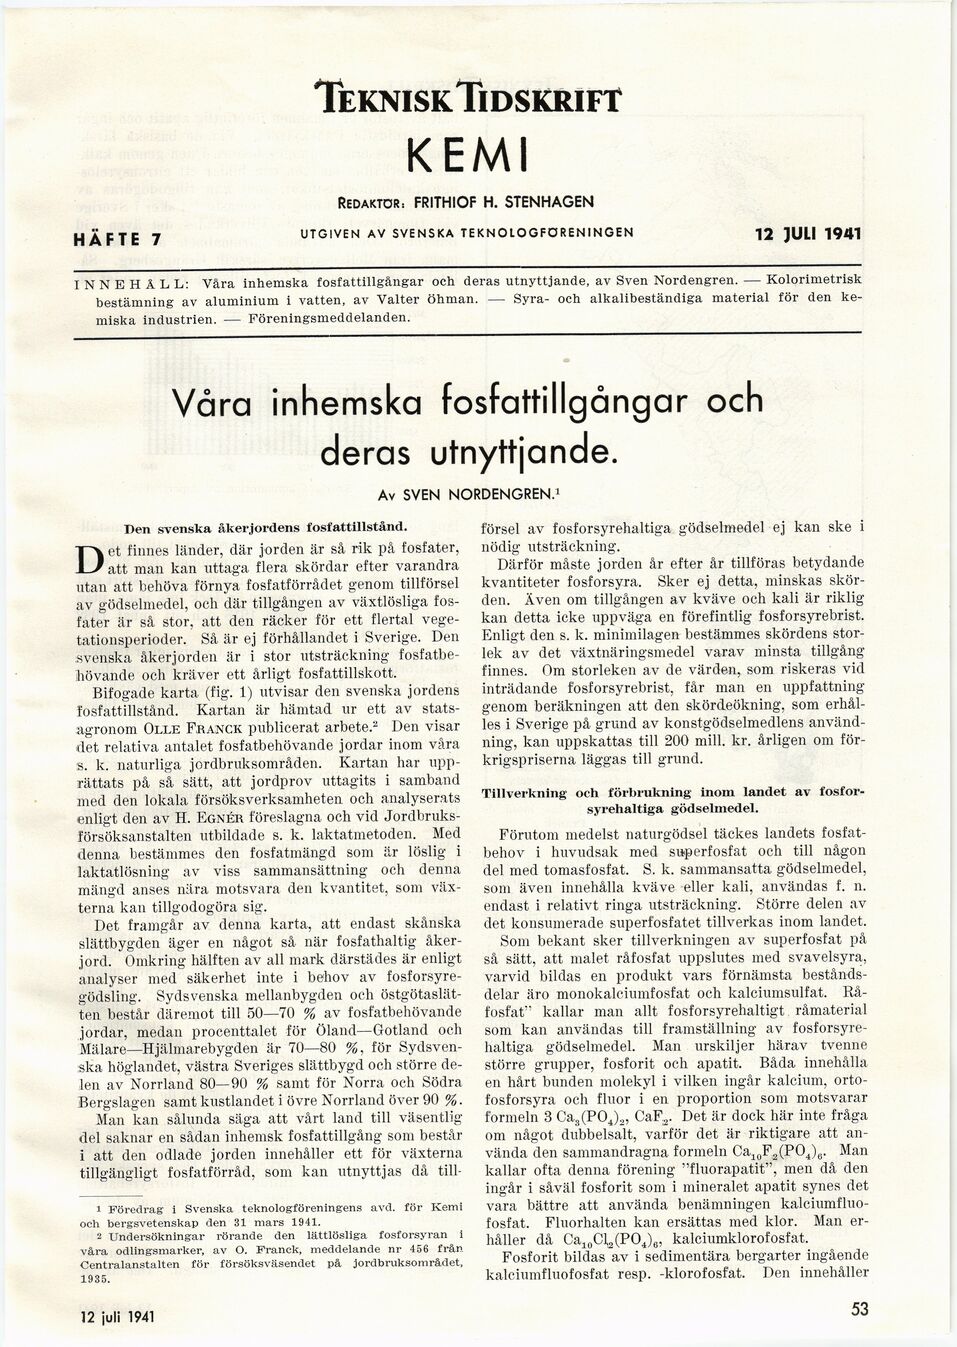 TEKNISK TIDSKRIFT
KEMI
REDAKTÖR: FRITHIOF H. STENHAGEN
HÄFTE 7
UTGIVEN AV SVENSKA TEKNOLOGFÖRENINGEN
12 JULI 1941
INNEHÅLL: Våra inhemska fosfattillgångar och deras utnyttjande, av Sven Nordengren. — Kolorimetrisk
bestämning av aluminium i vatten, av Valter Öhman. — Syra- och alkalibeständiga material för den ke-
miska industrien. — Föreningsmeddelanden.
Våra inhemska fosfattillgångar och
deras utnyttjande.
Av SVEN NORDENGREN.¹
Den svenska åkerjordens fosfattillstånd.
Det finnes länder, där jorden är så rik på fosfater,
att man kan uttaga flera skördar efter varandra
utan att behöva förnya fosfatförrådet genom tillförsel
av gödselmedel, och där tillgången av växtlösliga fos-
fater är så stor, att den räcker för ett flertal vege-
tationsperioder. Så är ej förhållandet i Sverige. Den
svenska åkerjorden är i stor utsträckning fosfatbe-
hövande och kräver ett årligt fosfattillskott.
Bifogade karta (fig. 1) utvisar den svenska jordens
fosfattillstånd. Kartan är hämtad ur ett av stats-
agronom OLLE FRANCK publicerat arbete.² Den visar
det relativa antalet fosfatbehövande jordar inom våra
s. k. naturliga jordbruksområden. Kartan har upp-
rättats på så sätt, att jordprov uttagits i samband
med den lokala försöksverksamheten och analyserats
enligt den av H. EGNÉR föreslagna och vid Jordbruks-
försöksanstalten utbildade s. k. laktatmetoden. Med
denna bestämmes den fosfatmängd som är löslig i
laktatlösning av viss sammansättning och denna
mängd anses nära motsvara den kvantitet, som väx-
terna kan tillgodogöra sig.
Det framgår av denna karta, att endast skånska
slättbygden äger en något så när fosfathaltig åker-
jord. Omkring hälften av all mark därstädes är enligt
analyser med säkerhet inte i behov av fosforsyre-
gödsling. Sydsvenska mellanbygden och östgötaslät-
ten består däremot till 50—70 % av fosfatbehövande
jordar, medan procenttalet för Öland—Gotland och
Mälare—Hjälmarebygden är 70—80 %, för Sydsven-
ska höglandet, västra Sveriges slättbygd och större de-
len av Norrland 80—90 % samt för Norra och Södra
Bergslagen samt kustlandet i övre Norrland över 90 %.
Man kan sålunda säga att vårt land till väsentlig
del saknar en sådan inhemsk fosfattillgång som består
i att den odlade jorden innehåller ett för växterna
tillgängligt fosfatförråd, som kan utnyttjas då till-
¹ Föredrag i Svenska teknologföreningens avd. för Kemi
och bergsvetenskap den 31 mars 1941.
² Undersökningar rörande den lättlösliga fosforsyran i
våra odlingsmarker, av O. Franck, meddelande nr 456 från
Centralanstalten för försöksväsendet på jordbruksområdet,
1935.
försel av fosforsyrehaltiga gödselmedel ej kan ske i
nödig utsträckning.
Därför måste jorden år efter år tillföras betydande
kvantiteter fosforsyra. Sker ej detta, minskas skör-
den. Även om tillgången av kväve och kali är riklig
kan detta icke uppväga en förefintlig fosforsyrebrist.
Enligt den s. k. minimilagen bestämmes skördens stor-
lek av det växtnäringsmedel varav minsta tillgång
finnes. Om storleken av de värden, som riskeras vid
inträdande fosforsyrebrist, får man en uppfattning
genom beräkningen att den skördeökning, som erhål-
les i Sverige på grund av konstgödselmedlens använd-
ning, kan uppskattas till 200 mill. kr. årligen om för-
krigspriserna läggas till grund.
Tillverkning och förbrukning inom landet av fosfor-
syrehaltiga gödselmedel.
Förutom medelst naturgödsel täckes landets fosfat-
behov i huvudsak med superfosfat och till någon
del med tomasfosfat. S. k. sammansatta gödselmedel,
som även innehålla kväve eller kali, användas f. n.
endast i relativt ringa utsträckning. Större delen av
det konsumerade superfosfatet tillverkas inom landet.
Som bekant sker tillverkningen av superfosfat på
så sätt, att malet råfosfat uppslutes med svavelsyra,
varvid bildas en produkt vars förnämsta bestånds-
delar äro monokalciumfosfat och kalciumsulfat. Rå-
fosfat" kallar man allt fosforsyrehaltigt råmaterial
som kan användas till framställning av fosforsyre-
haltiga gödselmedel. Man urskiljer härav tvenne
större grupper, fosforit och apatit. Båda innehålla
en hårt bunden molekyl i vilken ingår kalcium, orto-
fosforsyra och fluor i en proportion som motsvarar
formeln 3 Ca₃(PO₄)₂, CaF₂. Det är dock här inte fråga
om något dubbelsalt, varför det är riktigare att an-
vända den sammandragna formeln Ca₁₀F₂(PO₄)₆. Man
kallar ofta denna förening "fluorapatit", men då den
ingår i såväl fosforit som i mineralet apatit synes det
vara bättre att använda benämningen kalciumfluo-
fosfat. Fluorhalten kan ersättas med klor. Man er-
håller då Ca₁₀Cl₂(PO₄)₆, kalciumklorofosfat.
Fosforit bildas av i sedimentära bergarter ingående
kalciumfluofosfat resp. -klorofosfat. Den innehåller
12 juli 1941
53